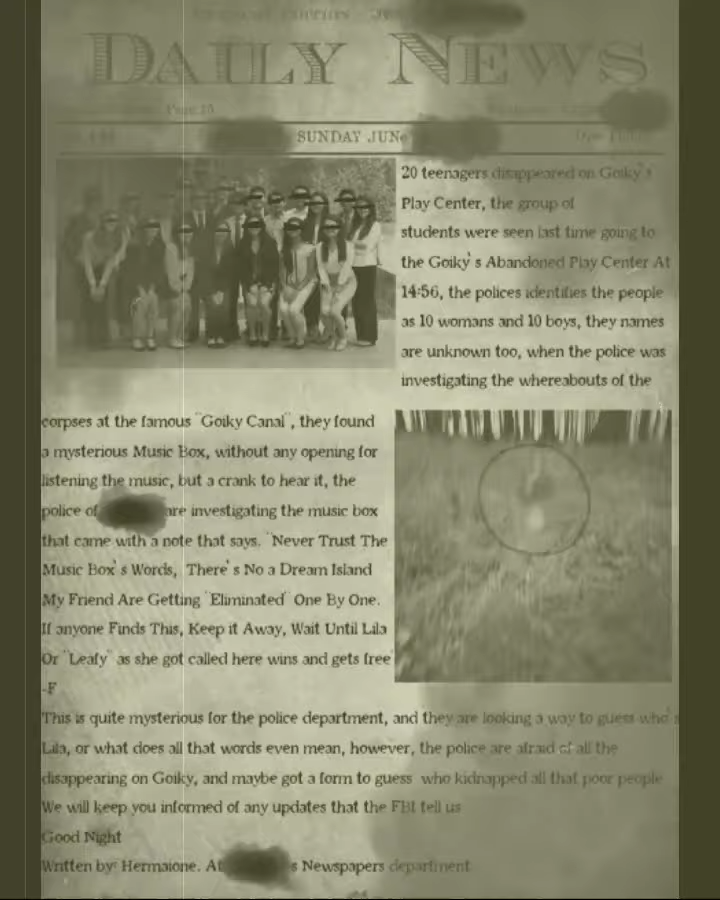 DAILY NEWS
SUNDAY JUNe
20 teenagers disappeared on Goiky's
Play Center, the group of
students were seen last time going to
the Goiky's Abandoned Play Center At
14:56, the polices identifies the people
as 10 womans and 10 boys, they names
are unknown too, when the police was
investigating the whereabouts of the
corpses at the famous "Goiky Canal", they found
a mysterious Music Box, without any opening for
listening the music, but a crank to hear it, the
police of are investigating the music box
that came with a note that says. "Never Trust The
Music Box's Words, There's No a Dream Island
My Friend Are Getting "Eliminated" One By One.
If anyone Finds This, Keep it Away, Wait Until Lila
Or "Leafy" as she got called here wins and gets free"
-F
This is quite mysterious for the police department, and they are looking a way to guess who's
Lila, or what does all that words even mean, however, the police are afraid of all the
disappearing on Goiky, and maybe got a form to guess who kidnapped all that poor people
We will keep you informed of any updates that the FBI tell us
Good Night
Written by: Hermaione. At s Newspapers department